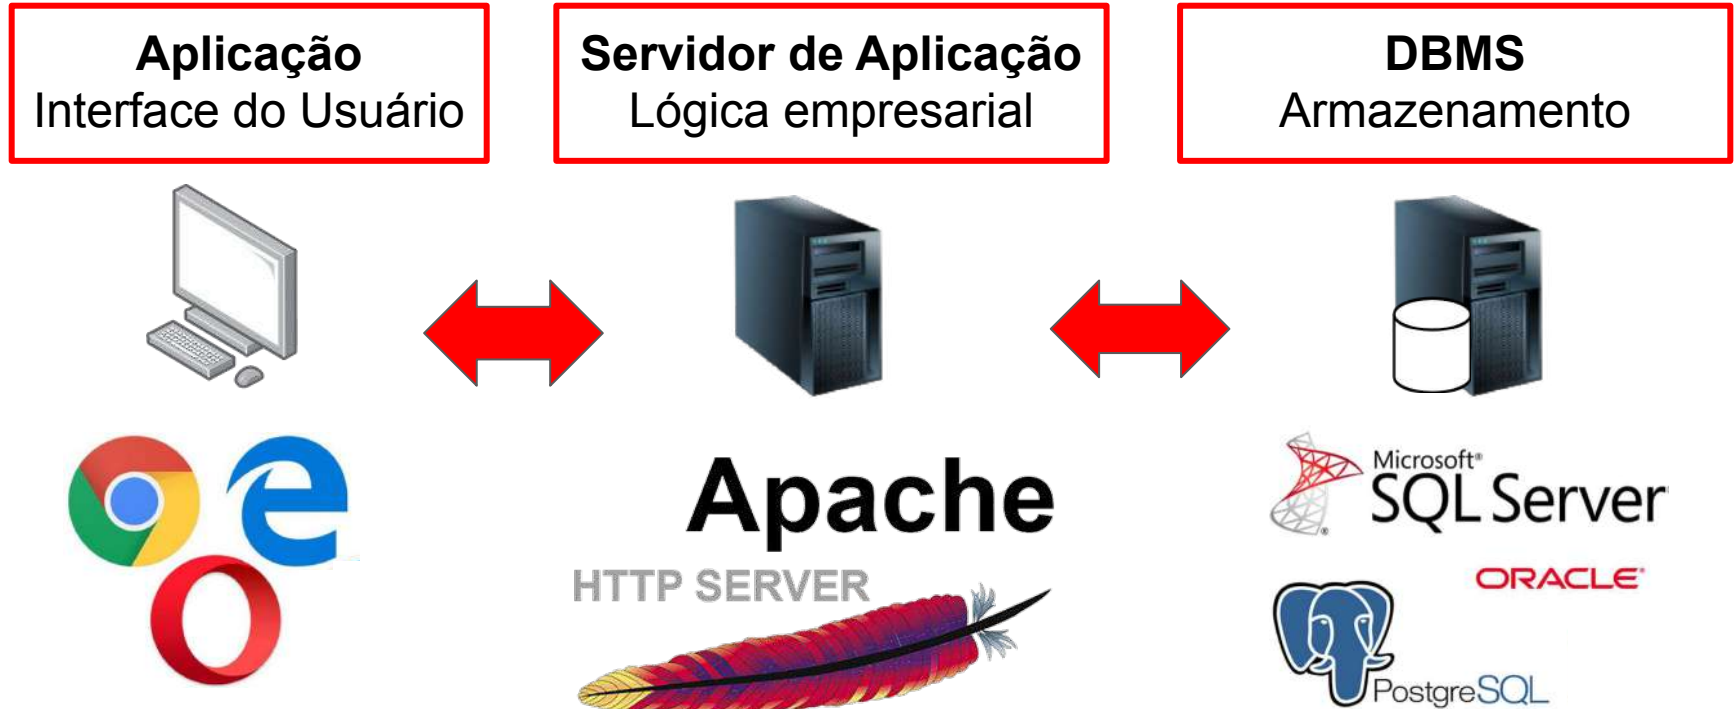 Aplicação
Interface do Usuário
Servidor de Aplicação
Lógica empresarial
DBMS
Armazenamento
Apache
HTTP SERVER
Microsoft®
SQL Server
ORACLE®
PostgreSQL